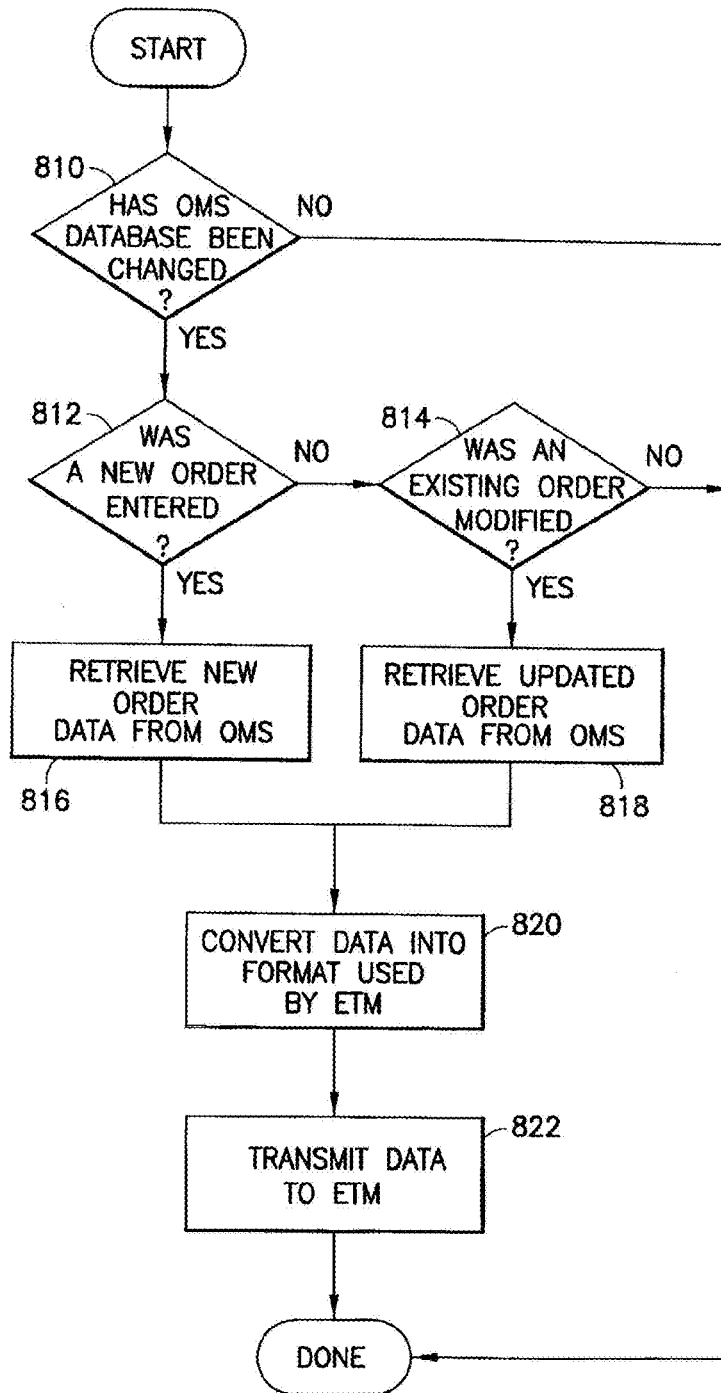 START
810
HAS OMS
DATABASE BEEN
CHANGED
?
NO
YES
812
WAS
A NEW ORDER
ENTERED
?
NO
YES
814
WAS AN
EXISTING ORDER
MODIFIED
?
NO
YES
RETRIEVE NEW
ORDER
DATA FROM OMS
816
RETRIEVE UPDATED
ORDER
DATA FROM OMS
818
CONVERT DATA INTO
FORMAT USED
BY ETM
820
TRANSMIT DATA
TO ETM
822
DONE